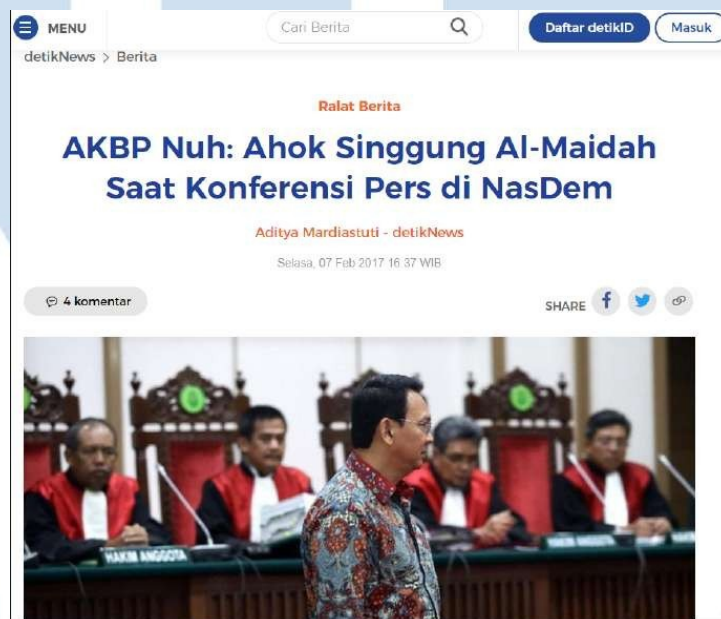 MENU
Cari Berita
Daftar detikID
Masuk
detikNews > Berita
Ralat Berita
AKBP Nuh: Ahok Singgung Al-Maidah
Saat Konferensi Pers di NasDem
Aditya Mardiastuti - detikNews
Selasa, 07 Feb 2017 16:37 WIB
4 komentar
SHARE
HAKIM ANGGOTA
HAKIM ANGGOTA